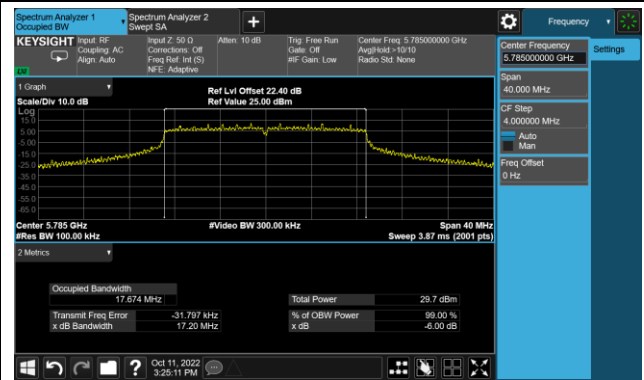 Spectrum Analyzer 1
Occupied BW
Spectrum Analyzer 2
Swept SA
Frequency
KEYSIGHT
Input: RF
Coupling: AC
Align: Auto
Input Z: 50 Ω
Corrections: Off
Freq Ref: Int (S)
NFE: Adaptive
Atten: 10 dB
Trig: Free Run
Gate: Off
#IF Gain: Low
Center Freq: 5.785000000 GHz
Avg|Hold:>10/10
Radio Std: None
Center Frequency
5.785000000 GHz
Settings
Span
40.000 MHz
CF Step
4.000000 MHz
Auto
Man
Freq Offset
0 Hz
1 Graph
Scale/Div 10.0 dB
Ref Lvl Offset 22.40 dB
Ref Value 25.00 dBm
Log
15.0
5.00
-5.00
-15.0
-25.0
-35.0
-45.0
-55.0
-65.0
Center 5.785 GHz
#Res BW 100.00 kHz
#Video BW 300.00 kHz
Span 40 MHz
Sweep 3.87 ms (2001 pts)
2 Metrics
Occupied Bandwidth
17.674 MHz
Total Power 29.7 dBm
Transmit Freq Error -31.797 kHz
% of OBW Power 99.00 %
x dB Bandwidth 17.20 MHz
x dB -6.00 dB
Oct 11, 2022
3:25:11 PM